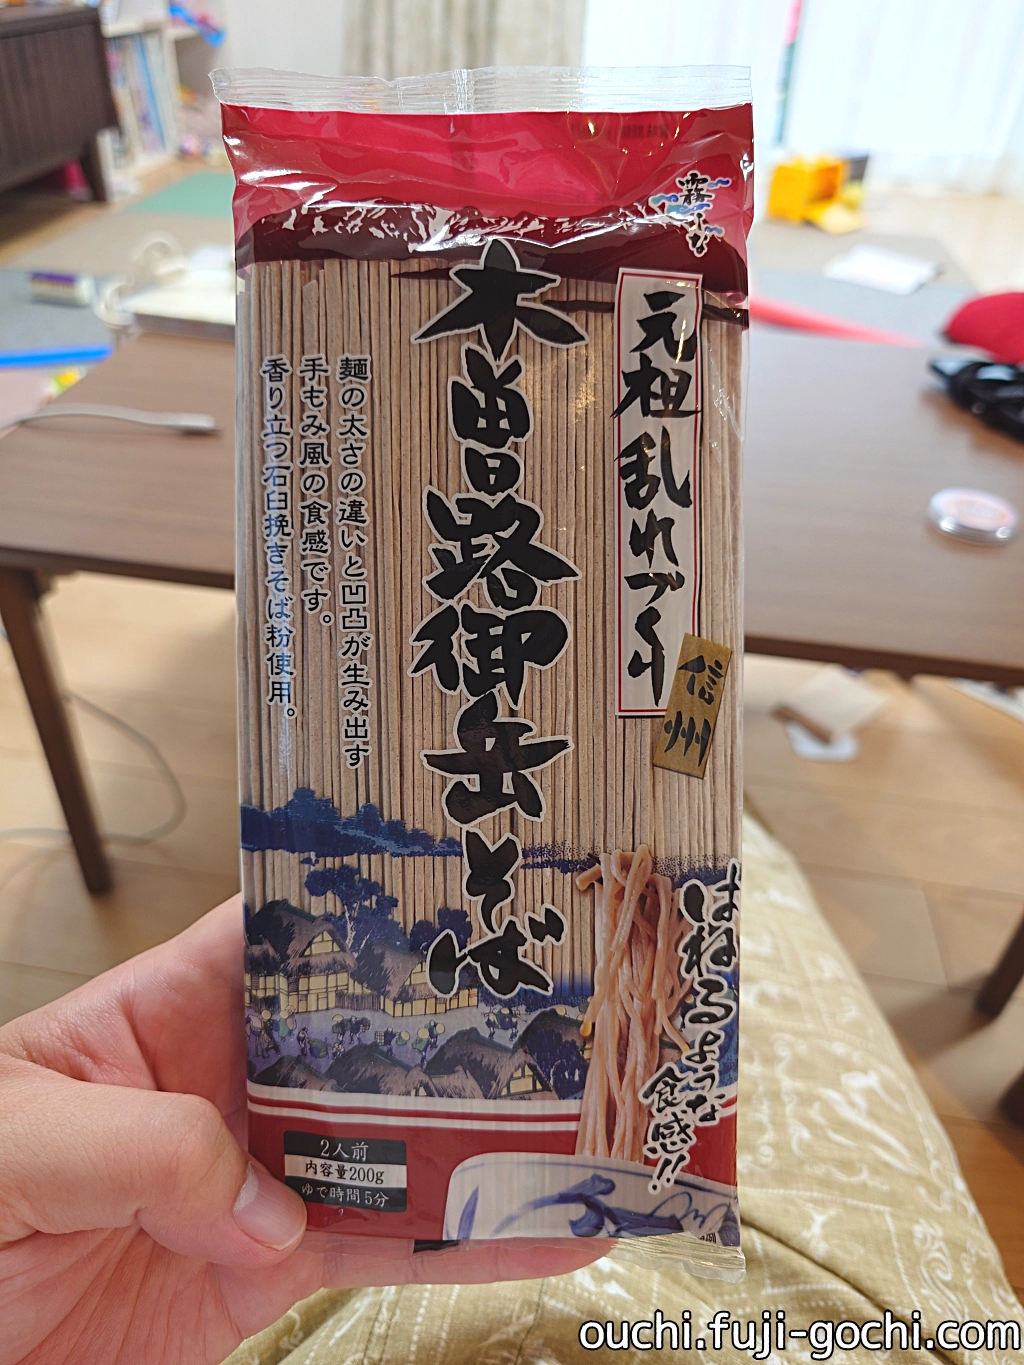 霧しな
元祖乱れづくり
信州
木曽路御岳そば
麺の太さの違いと凹凸が生み出す
手もみ風の食感です。
香り立つ石臼挽きそば粉使用。
はねるような
食感!!
2人前
内容量200g
ゆで時間5分
ouchi.fuji-gochi.com